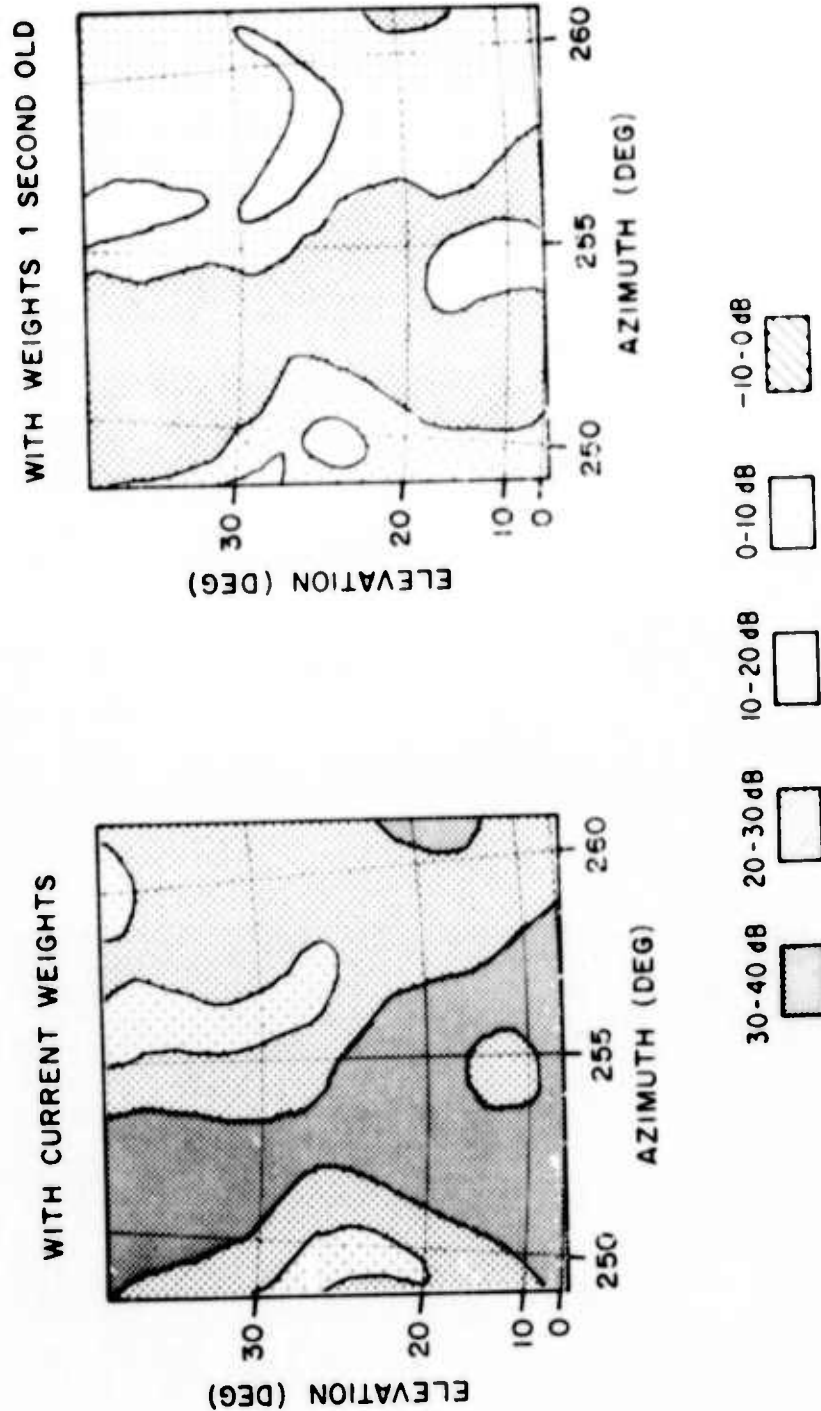 WITH CURRENT WEIGHTS
WITH WEIGHTS 1 SECOND OLD
ELEVATION (DEG)
30
20
10
0
250
255
260
AZIMUTH (DEG)
ELEVATION (DEG)
30
20
10
0
250
255
260
AZIMUTH (DEG)
30-40 dB
20-30 dB
10-20 dB
0-10 dB
-10-0 dB